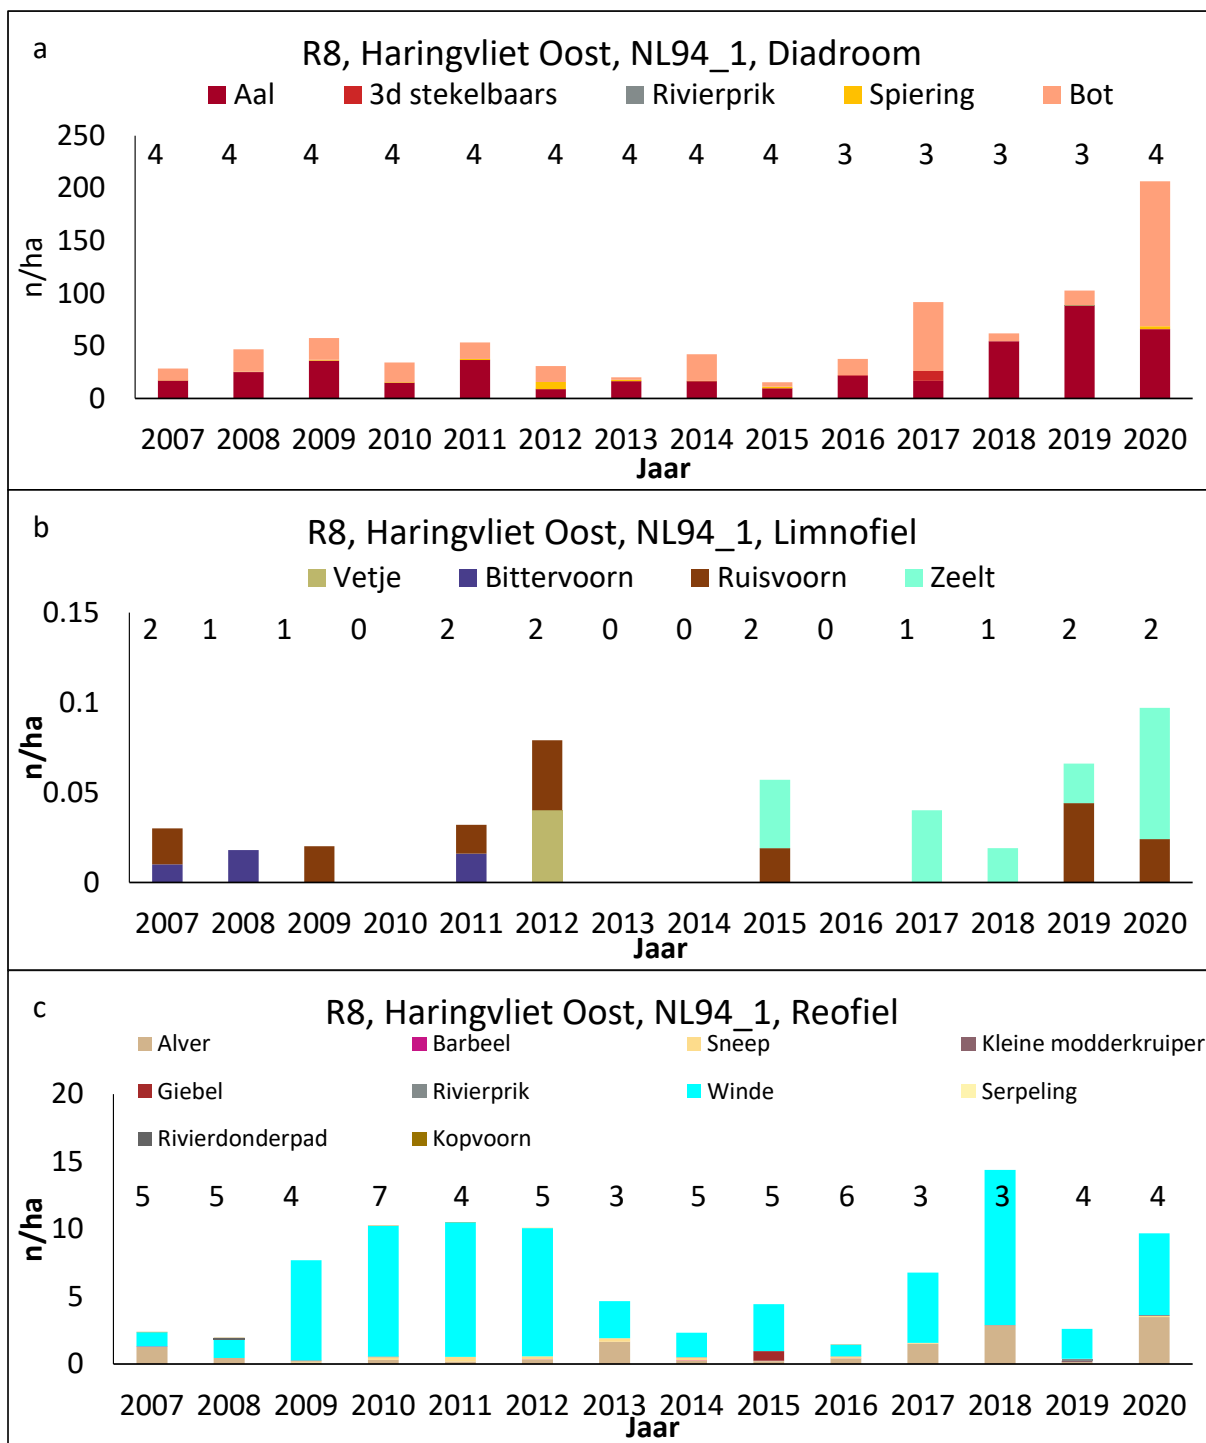 a
R8, Haringvliet Oost, NL94_1, Diadroom
Aal 3d stekelbaars Rivierprik Spiering Bot
250
4 4 4 4 4 4 4 4 4 3 3 3 3 4
200
150
n/ha
100
50
0
2007 2008 2009 2010 2011 2012 2013 2014 2015 2016 2017 2018 2019 2020
Jaar
b
R8, Haringvliet Oost, NL94_1, Limnofiel
Vetje Bittervoorn Ruisvoorn Zeelt
0.15
2 1 1 0 2 2 0 0 2 0 1 1 2 2
0.1
n/ha
0.05
0
2007 2008 2009 2010 2011 2012 2013 2014 2015 2016 2017 2018 2019 2020
Jaar
c
R8, Haringvliet Oost, NL94_1, Reofiel
Alver Barbeel Sneep Kleine modderkruiper
Giebel Rivierprik Winde Serpeling
Rivierdonderpad Kopvoorn
20
15
5 5 4 7 4 5 3 5 5 6 3 3 4 4
n/ha
10
5
0
2007 2008 2009 2010 2011 2012 2013 2014 2015 2016 2017 2018 2019 2020
Jaar